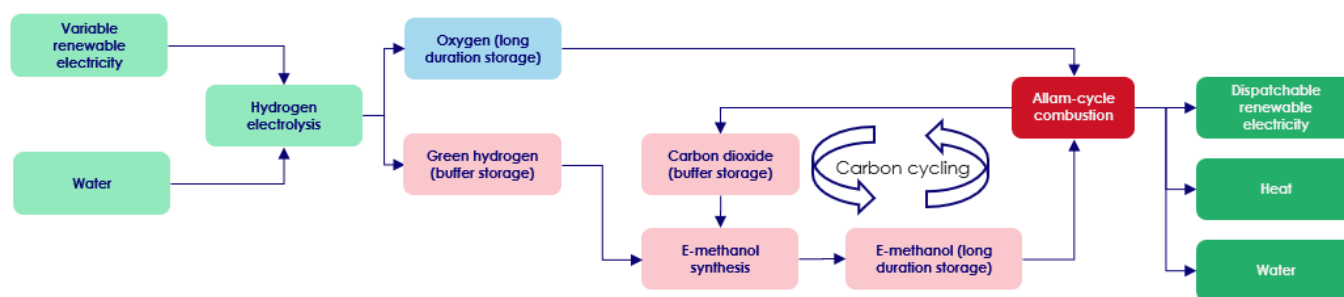 Variable
renewable
electricity
Water
Hydrogen
electrolysis
Oxygen (long
duration storage)
Green hydrogen
(buffer storage)
Carbon dioxide
(buffer storage)
Carbon cycling
E-methanol
synthesis
E-methanol (long
duration storage)
Allam-cycle
combustion
Dispatchable
renewable
electricity
Heat
Water